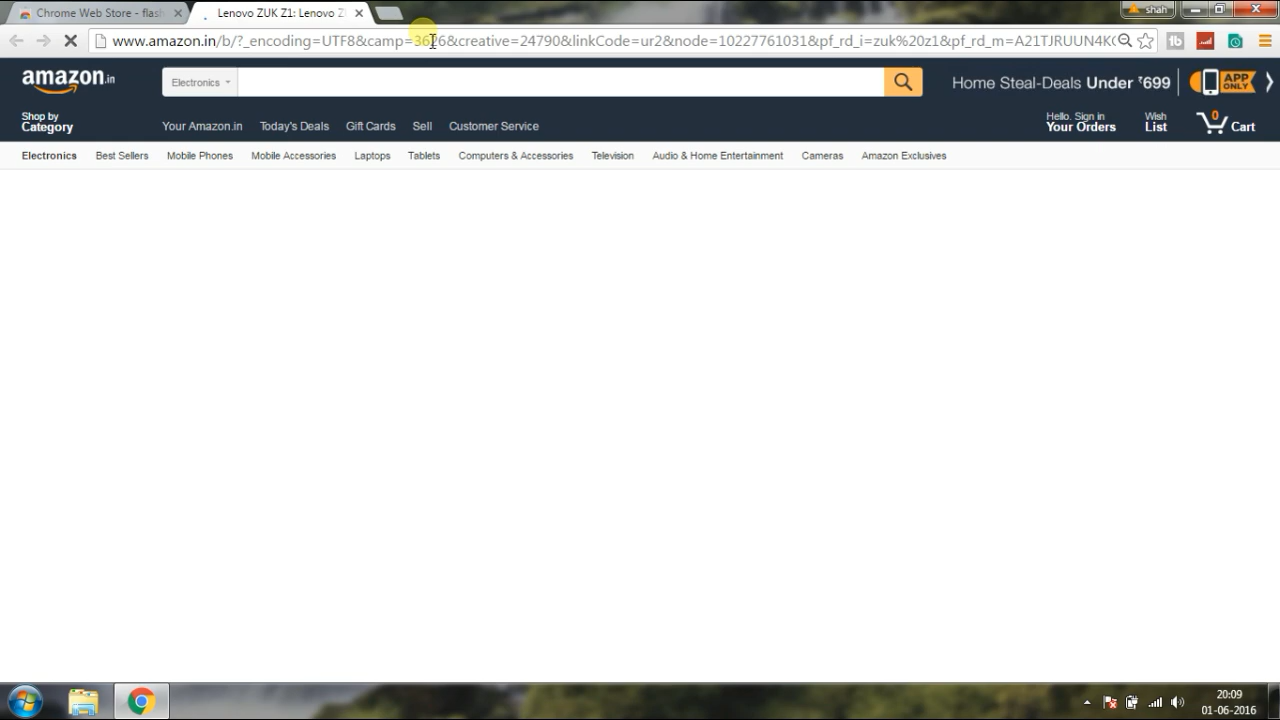 Chrome Web Store - flash
Lenovo ZUK Z1: Lenovo Z
shah
www.amazon.in/b/?_encoding=UTF8&camp=3626&creative=24790&linkCode=ur2&node=10227761031&pf_rd_i=zuk%20z1&pf_rd_m=A21TJRUUN4KG
amazon.in
Electronics
Home Steal-Deals Under ₹699
APP ONLY
Shop by
Category
Your Amazon.in Today's Deals Gift Cards Sell Customer Service
Hello. Sign in
Your Orders
Wish
List
0
Cart
Electronics Best Sellers Mobile Phones Mobile Accessories Laptops Tablets Computers & Accessories Television Audio & Home Entertainment Cameras Amazon Exclusives
20:09
01-06-2016